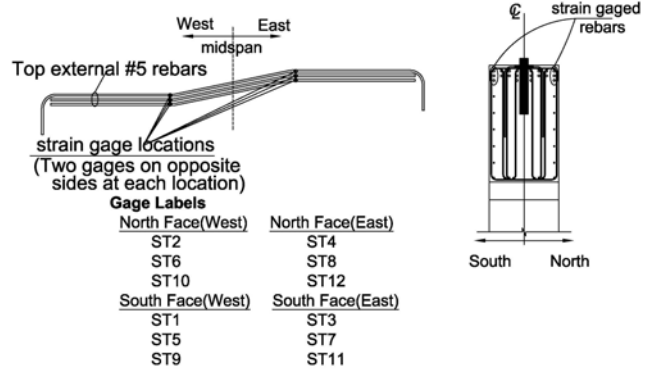 West East
midspan
Top external #5 rebars
strain gage locations
(Two gages on opposite
sides at each location)
Gage Labels
North Face(West) North Face(East)
ST2 ST4
ST6 ST8
ST10 ST12
South Face(West) South Face(East)
ST1 ST3
ST5 ST7
ST9 ST11
℄ strain gaged
rebars
South North